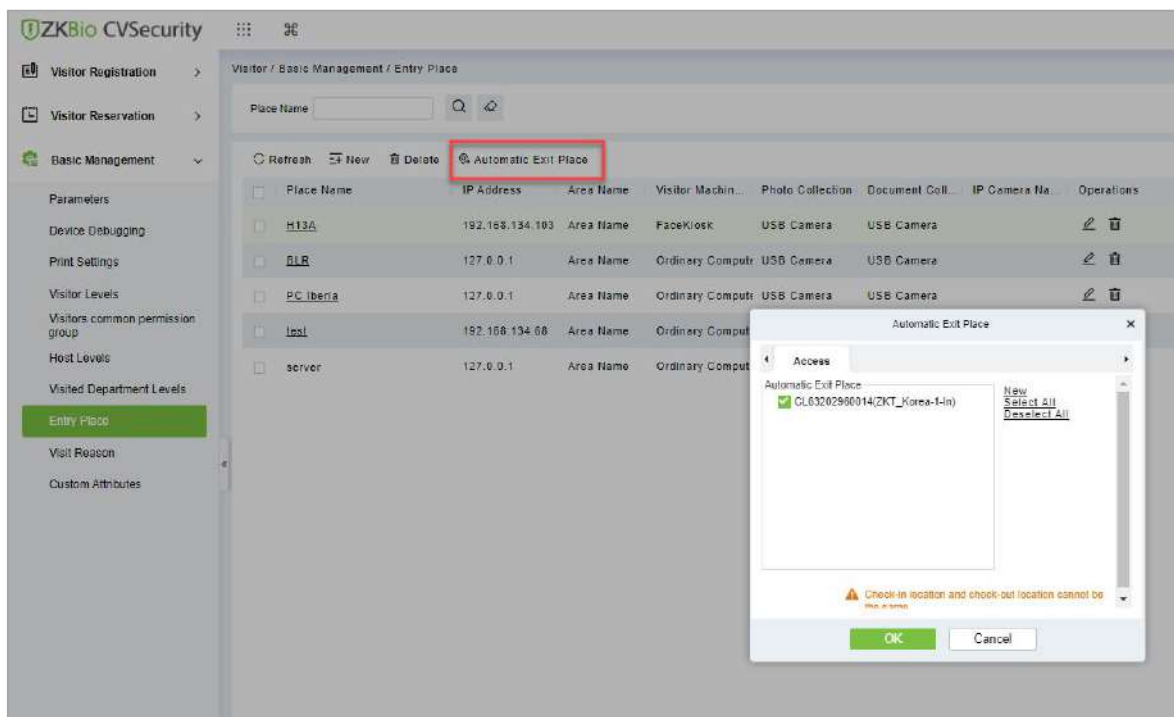 ZKBio CVSecurity
Visitor Registration
Visitor Reservation
Basic Management
Parameters
Device Debugging
Print Settings
Visitor Levels
Visitors common permission
group
Host Levels
Visited Department Levels
Entry Place
Visit Reason
Custom Attributes
Visitor / Basic Management / Entry Place
Place Name
Refresh New Delete Automatic Exit Place
Place Name IP Address Area Name Visitor Machin... Photo Collection Document Coll... IP Camera Na... Operations
H13A 192.168.134.103 Area Name FaceKiosk USB Camera USB Camera
BLR 127.0.0.1 Area Name Ordinary Compute USB Camera USB Camera
PC Iberia 127.0.0.1 Area Name Ordinary Compute USB Camera USB Camera
test 192.168.134.68 Area Name Ordinary Comput
server 127.0.0.1 Area Name Ordinary Comput
Automatic Exit Place
Access
Automatic Exit Place
CL63202960014(ZKT_Korea-1-In)
New
Select All
Deselect All
Check-in location and check-out location cannot be
the same
OK Cancel